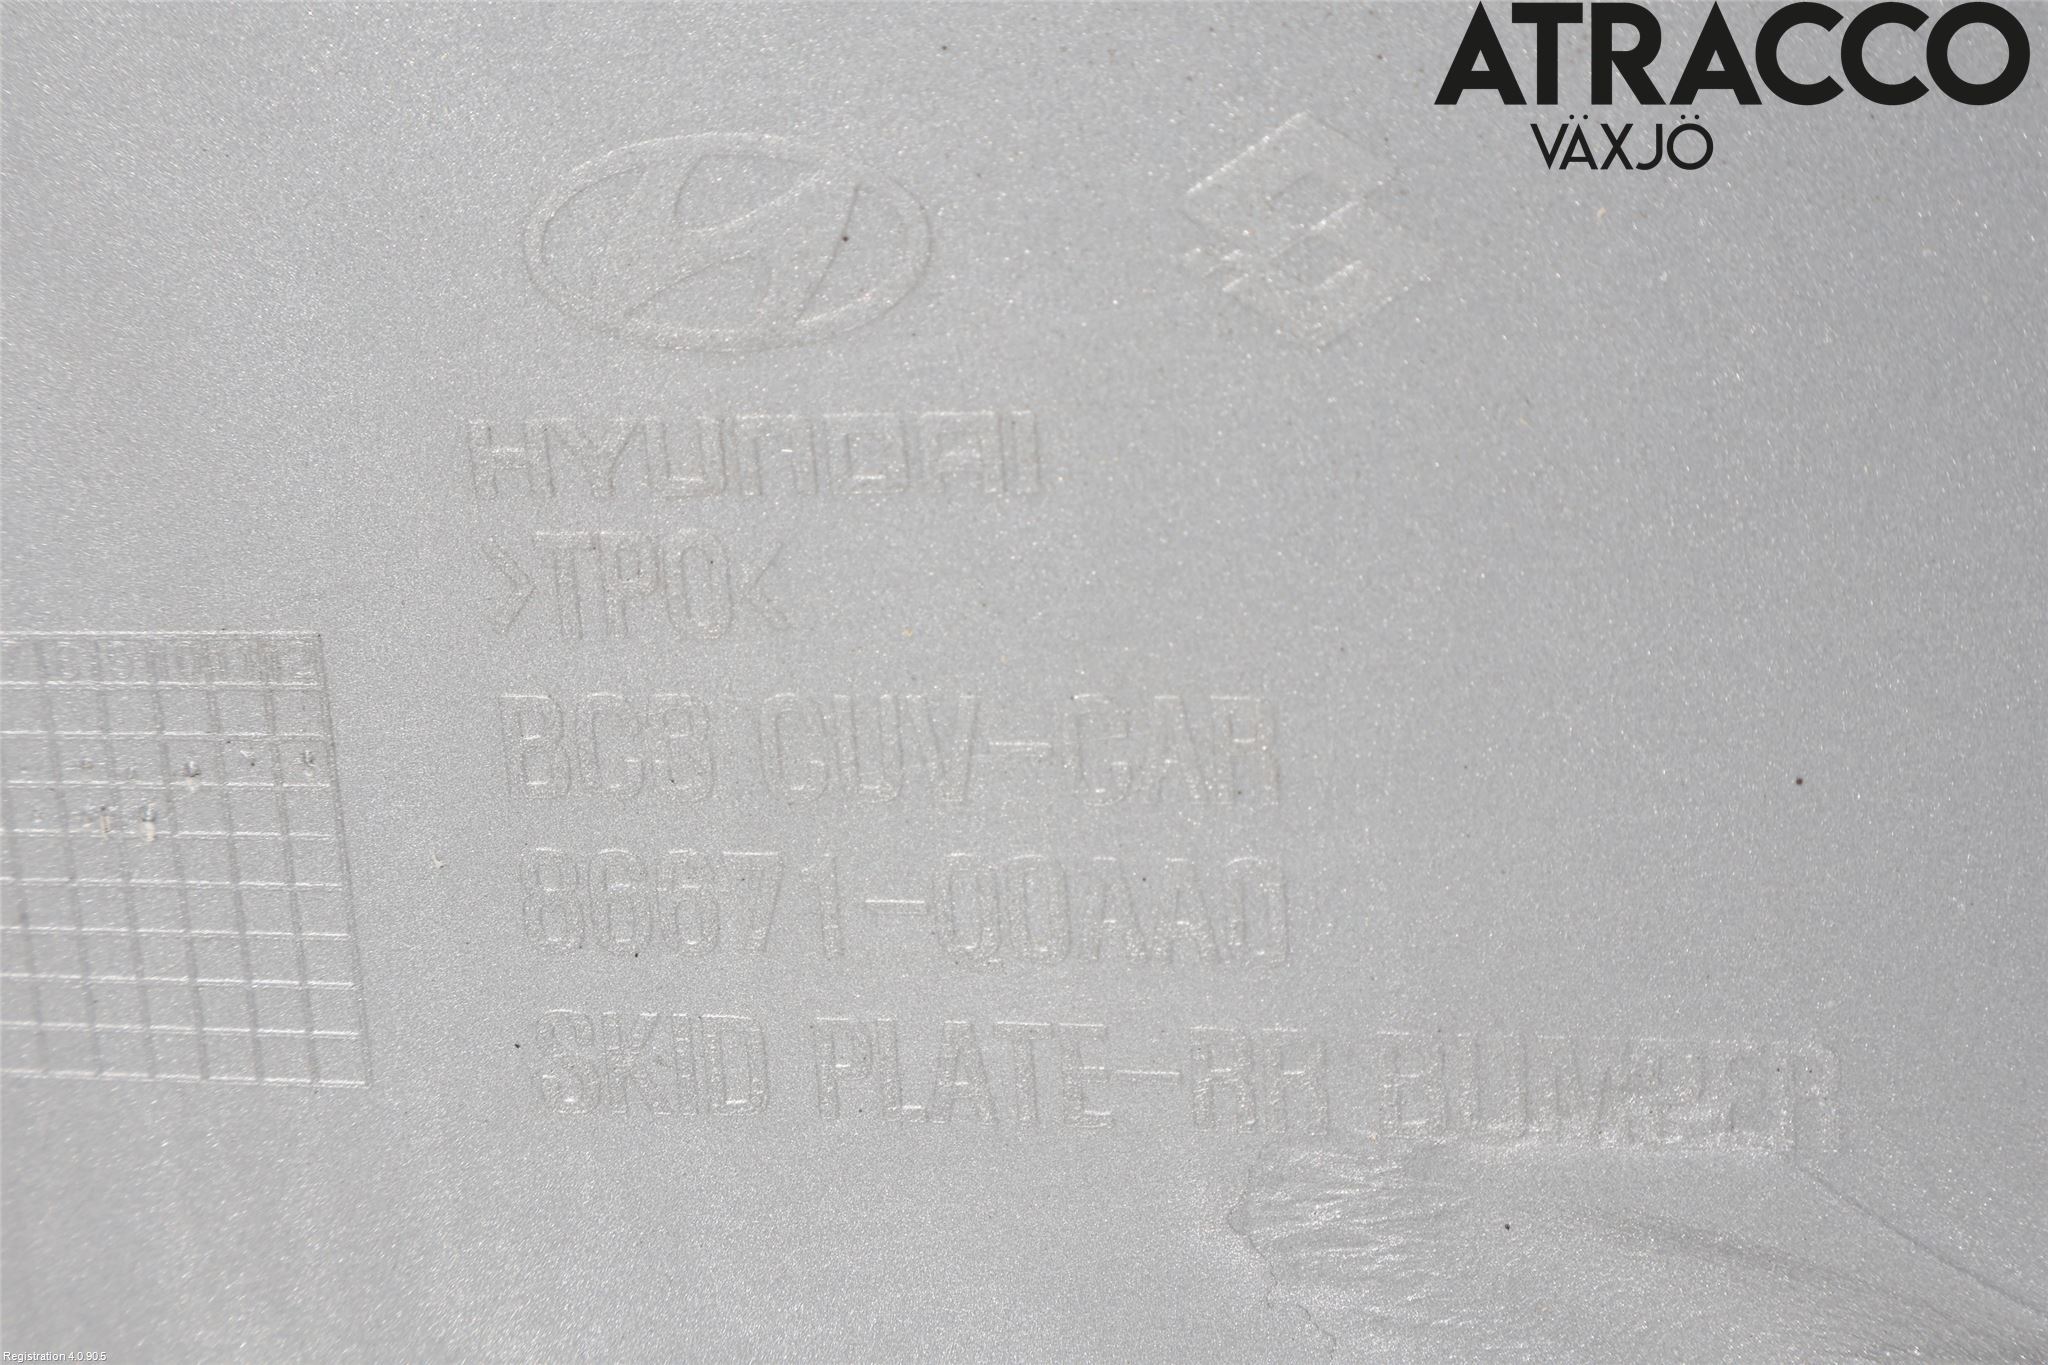 ATRACCO
VÄXJÖ
HYUNDAI
>TPO<
BC3 CUV-CAR
86671-Q0AA0
SKID PLATE-RR BUMPER
Registration 4.0.90.5